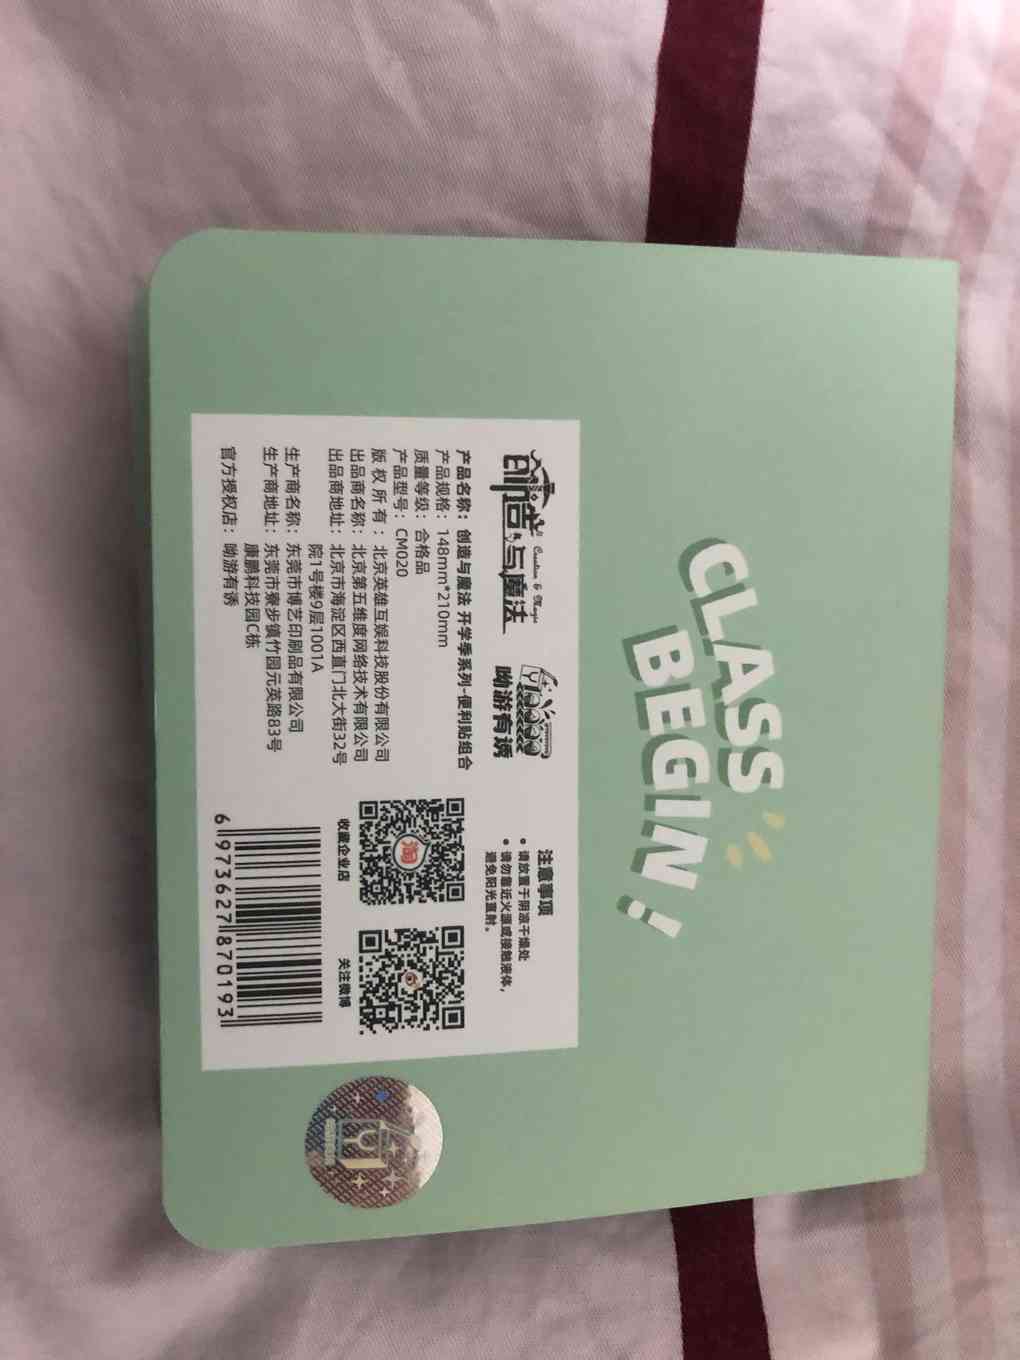 CLASS
BEGIN!
创造与魔法
Creation & Magic
呦游有诱
产品名称：创造与魔法 开学季系列-便利贴组合
产品规格：148mm*210mm
质量等级：合格品
产品型号：CM020
版权所有：北京英雄互娱科技股份有限公司
出品商名称：北京第五维度网络技术有限公司
出品商地址：北京市海淀区西直门北大街32号
院1号楼9层1001A
生产商名称：东莞市博艺印刷品有限公司
生产商地址：东莞市寮步镇竹园元英路83号
康鹏科技园C栋
官方授权店：呦游有诱
注意事项
• 请放置于阴凉干燥处
• 请勿靠近火源或接触液体，
避免阳光直射。
淘
收藏企业店
关注微博
6 973627 870193